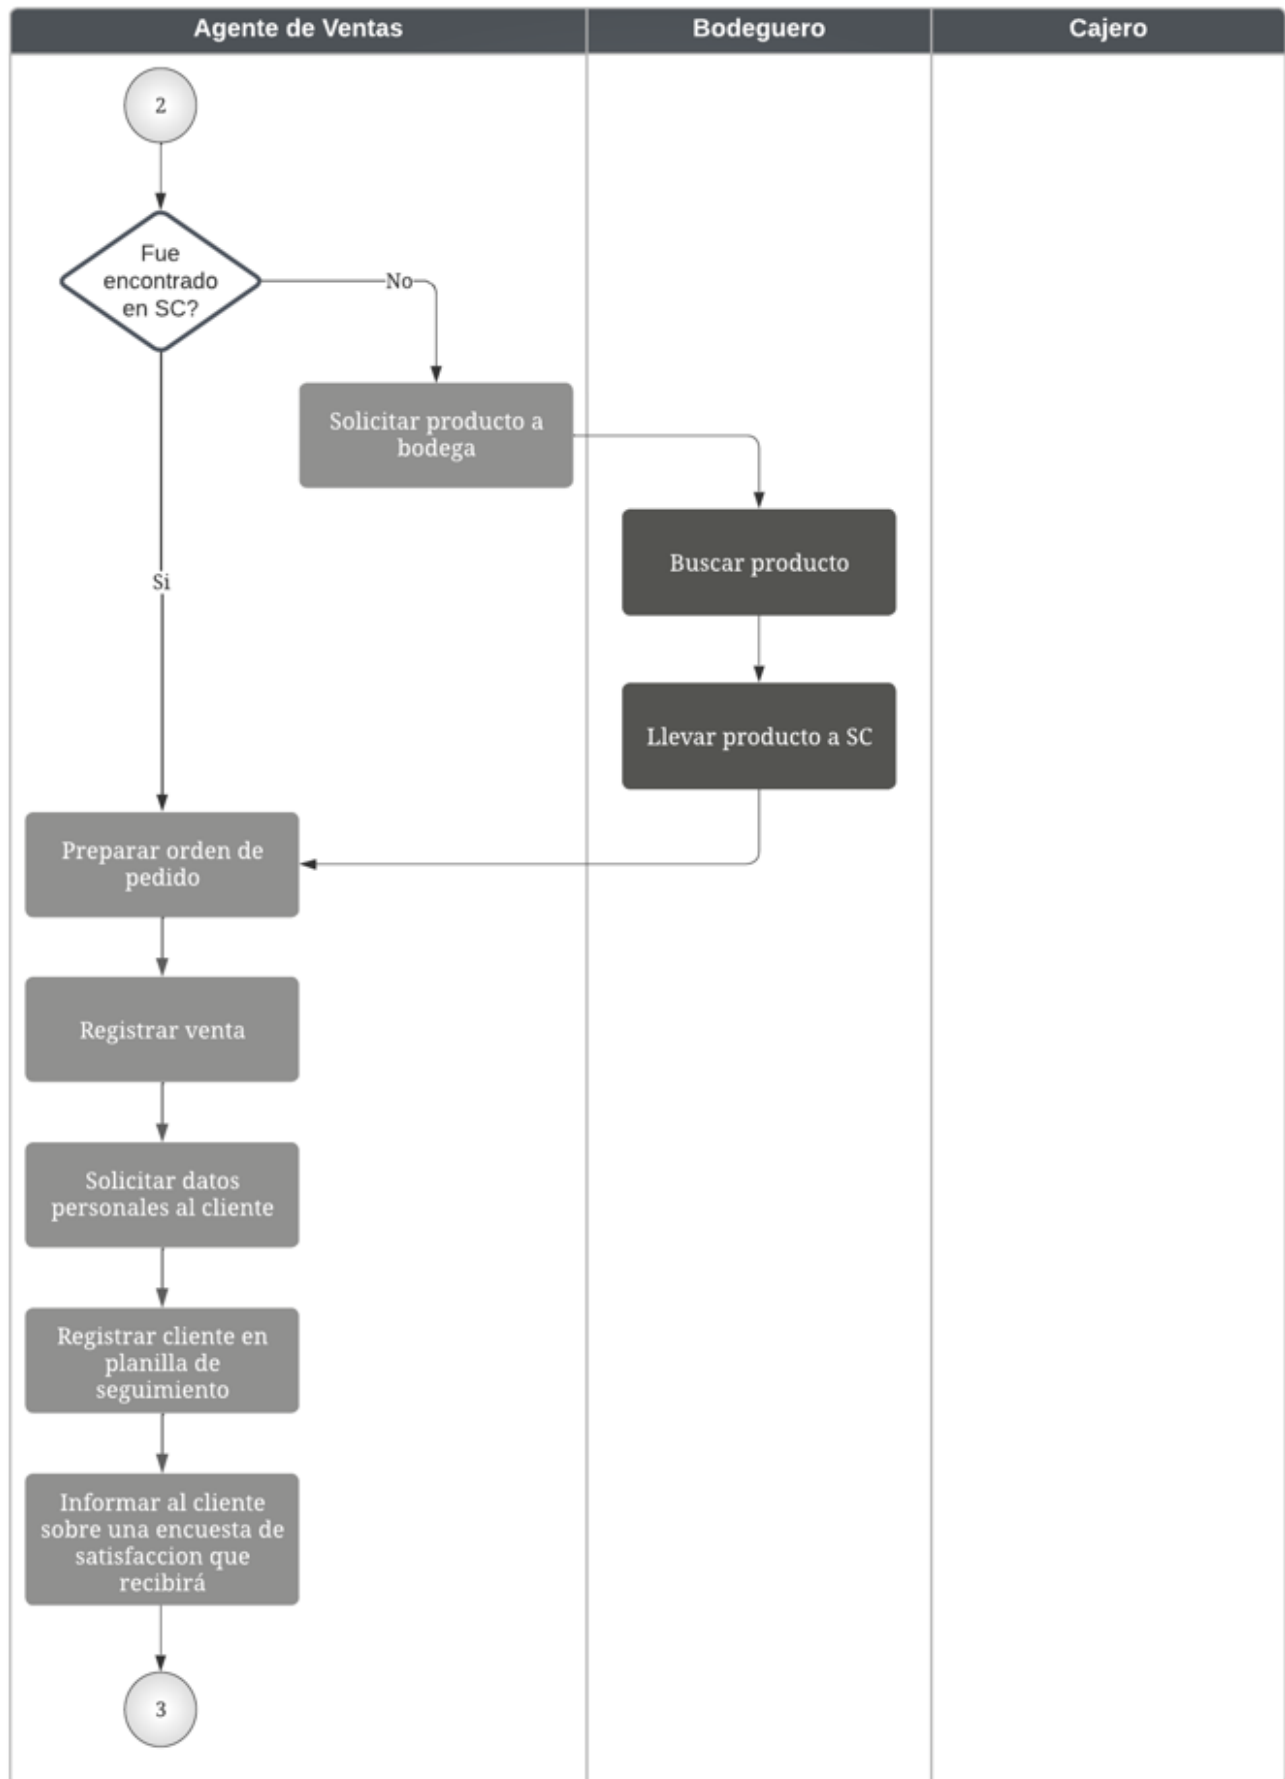 Agente de Ventas
Bodeguero
Cajero
2
Fue
encontrado
en SC?
No
Solicitar producto a
bodega
Buscar producto
Si
Llevar producto a SC
Preparar orden de
pedido
Registrar venta
Solicitar datos
personales al cliente
Registrar cliente en
planilla de
seguimiento
Informar al cliente
sobre una encuesta de
satisfaccion que
recibirá
3